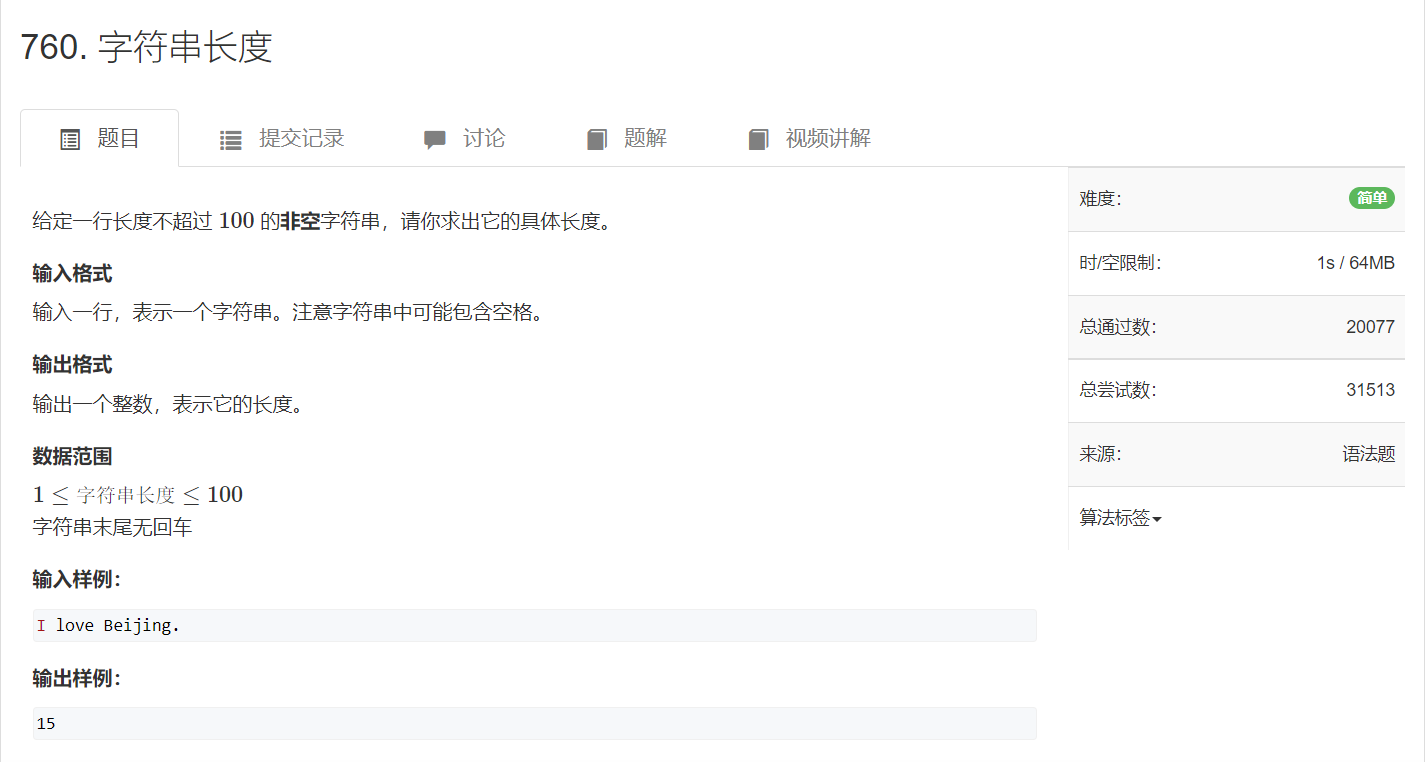 760. 字符串长度
题目
提交记录
讨论
题解
视频讲解
给定一行长度不超过 100 的非空字符串，请你求出它的具体长度。
输入格式
输入一行，表示一个字符串。注意字符串中可能包含空格。
输出格式
输出一个整数，表示它的长度。
数据范围
1 ≤ 字符串长度 ≤ 100
字符串末尾无回车
输入样例：
I love Beijing.
输出样例：
15
难度：
简单
时/空限制：
1s / 64MB
总通过数：
20077
总尝试数：
31513
来源：
语法题
算法标签